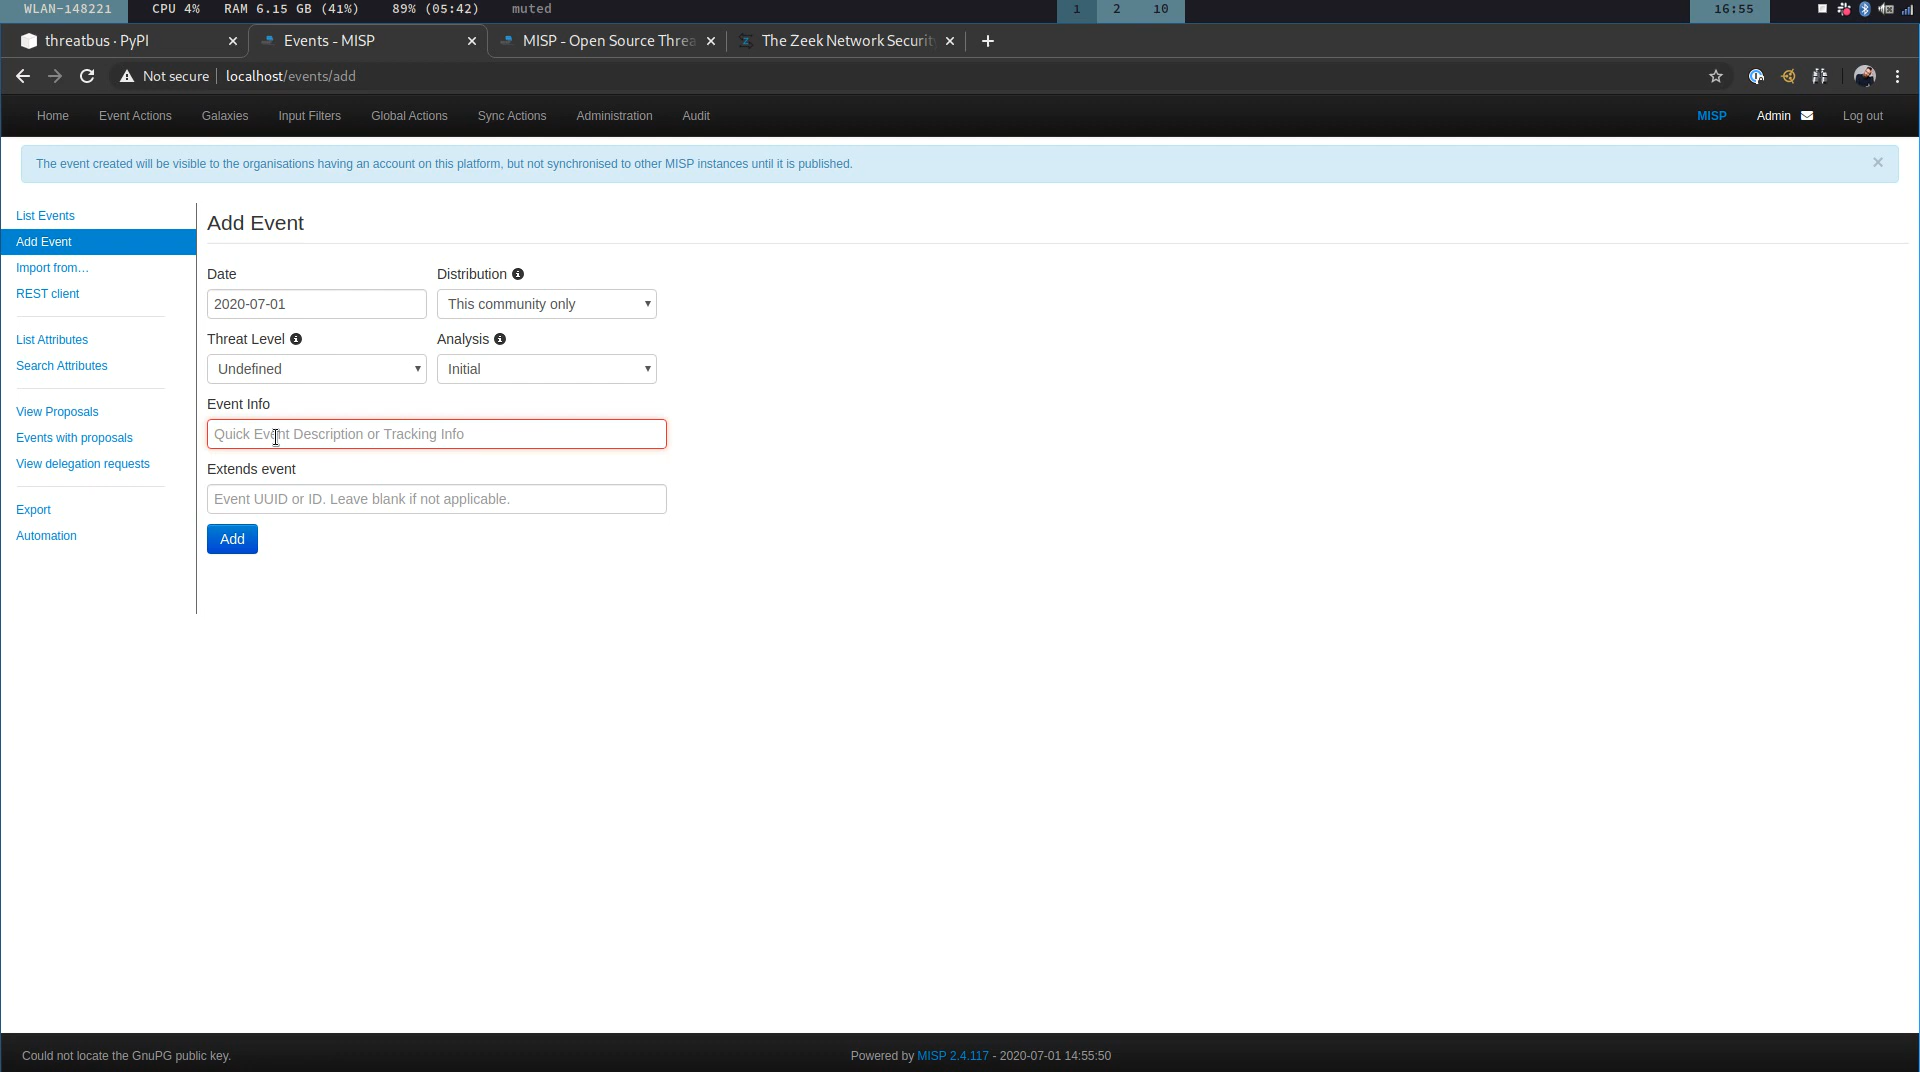 WLAN-148221 CPU 4% RAM 6.15 GB (41%) 89% (05:42) muted 1 2 10 16:55
threatbus · PyPI Events - MISP MISP - Open Source Threa The Zeek Network Securit
Not secure localhost/events/add
Home Event Actions Galaxies Input Filters Global Actions Sync Actions Administration Audit MISP Admin Log out
The event created will be visible to the organisations having an account on this platform, but not synchronised to other MISP instances until it is published.
List Events
Add Event
Import from…
REST client
List Attributes
Search Attributes
View Proposals
Events with proposals
View delegation requests
Export
Automation
Add Event
Date Distribution
2020-07-01 This community only
Threat Level Analysis
Undefined Initial
Event Info
Quick Event Description or Tracking Info
Extends event
Event UUID or ID. Leave blank if not applicable.
Add
Could not locate the GnuPG public key. Powered by MISP 2.4.117 - 2020-07-01 14:55:50